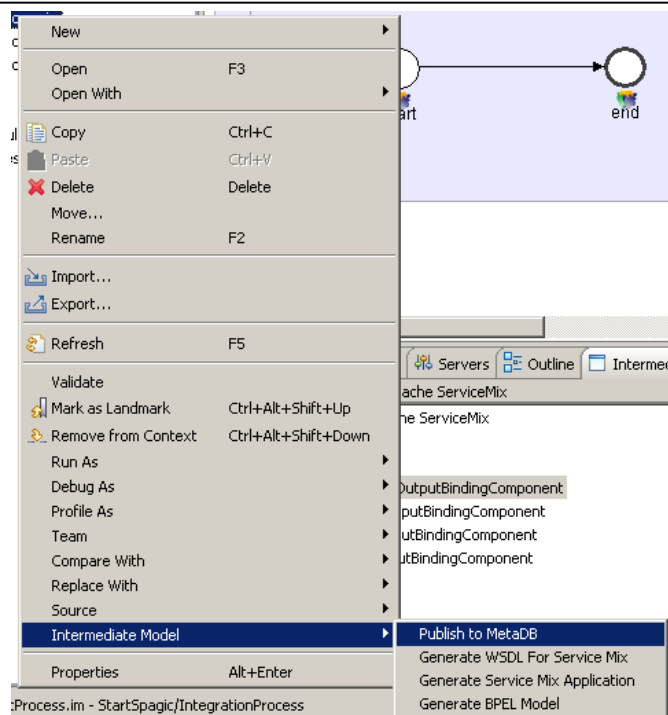 New
Open F3
Open With
Copy Ctrl+C
Paste Ctrl+V
Delete Delete
Move...
Rename F2
Import...
Export...
Refresh F5
Validate
Mark as Landmark Ctrl+Alt+Shift+Up
Remove from Context Ctrl+Alt+Shift+Down
Run As
Debug As
Profile As
Team
Compare With
Replace With
Source
Intermediate Model
Properties Alt+Enter
Publish to MetaDB
Generate WSDL For Service Mix
Generate Service Mix Application
Generate BPEL Model
art
end
Servers Outline Intermed
ache ServiceMix
he ServiceMix
OutputBindingComponent
putBindingComponent
utBindingComponent
utBindingComponent
Process.im - StartSpagic/IntegrationProcess